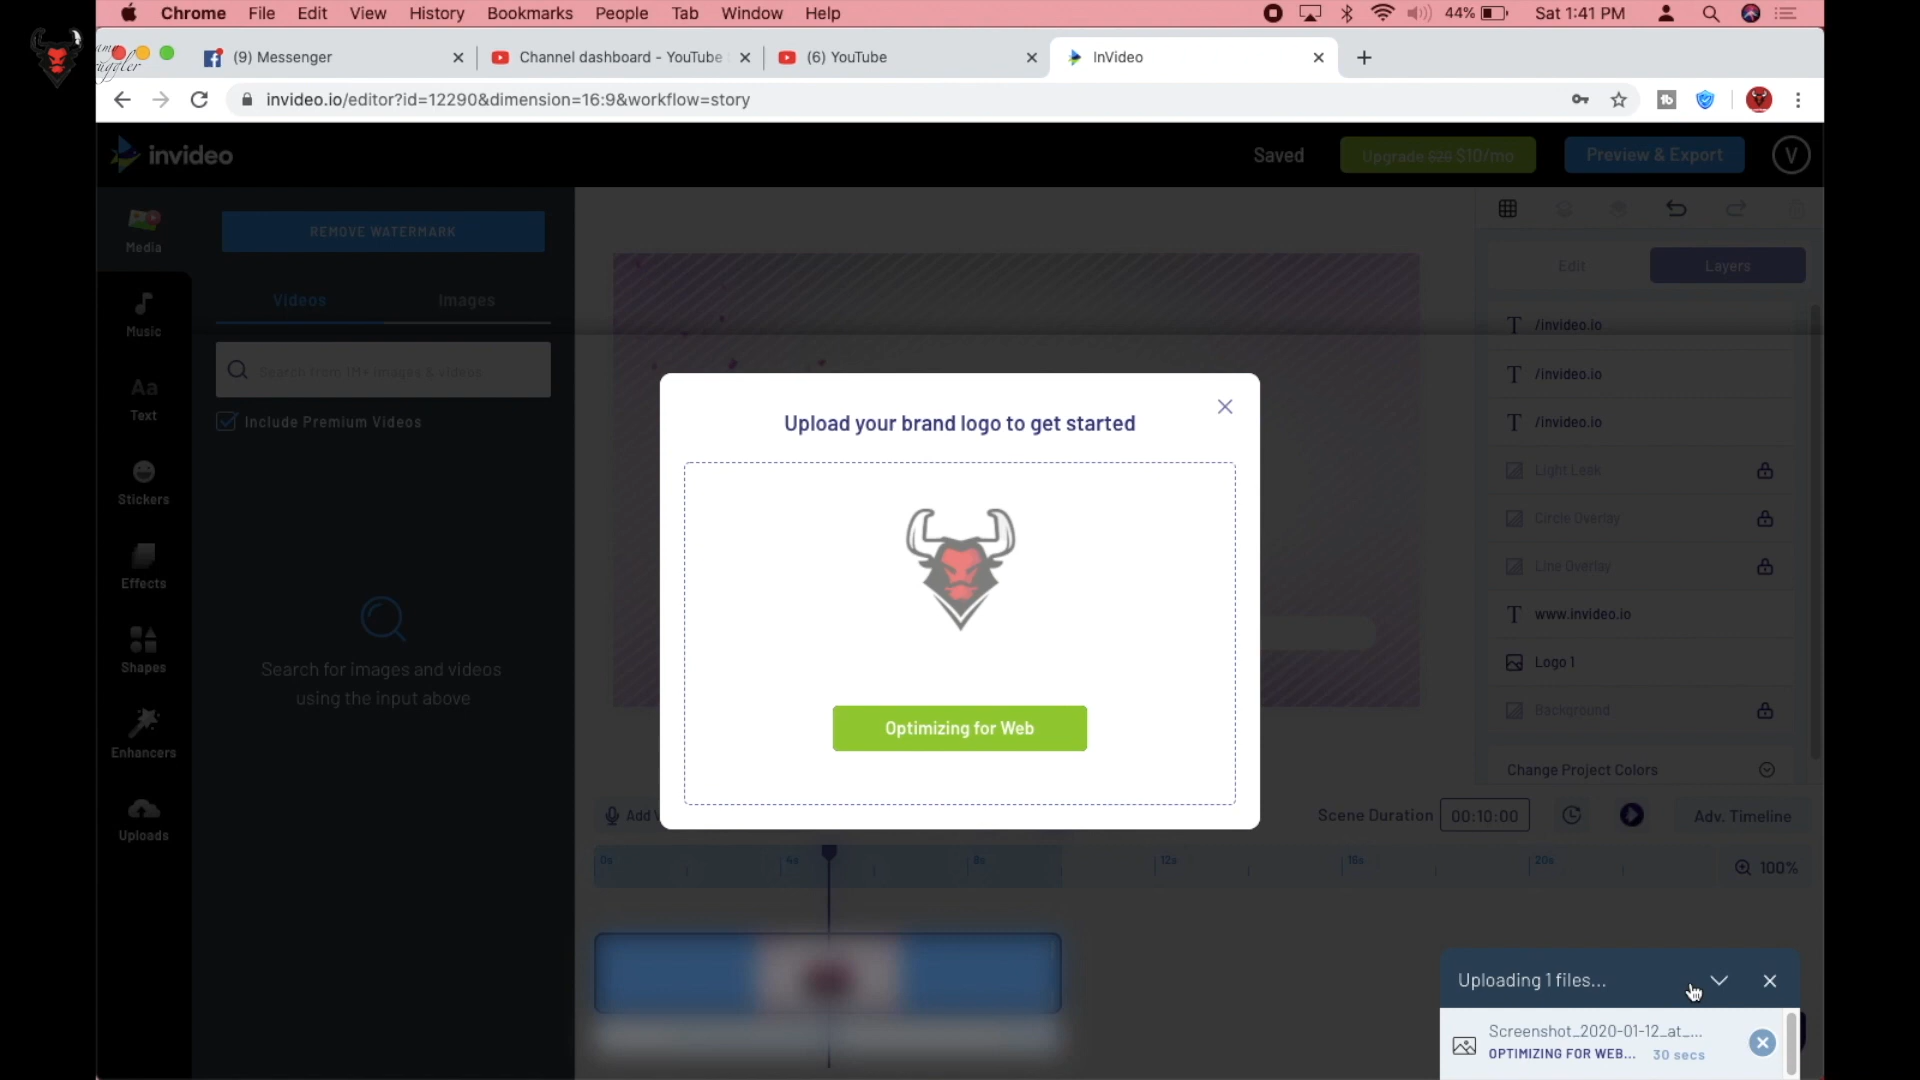 Chrome File Edit View History Bookmarks People Tab Window Help 44% Sat 1:41 PM
(9) Messenger Channel dashboard - YouTube (6) YouTube InVideo
invideo.io/editor?id=12290&dimension=16:9&workflow=story
invideo Saved Upgrade $20 $10/mo Preview & Export V
Media
REMOVE WATERMARK
Videos Images
Search from 1M+ images & videos
Include Premium Videos
Search for images and videos
using the input above
Music
Text
Stickers
Effects
Shapes
Enhancers
Uploads
Upload your brand logo to get started
Optimizing for Web
Edit Layers
/invideo.io
/invideo.io
/invideo.io
Light Leak
Circle Overlay
Line Overlay
www.invideo.io
Logo 1
Background
Change Project Colors
Add V
Scene Duration 00:10:00 Adv. Timeline
0s 4s 8s 12s 16s 20s 100%
Uploading 1 files...
Screenshot_2020-01-12_at_...
OPTIMIZING FOR WEB... 30 secs